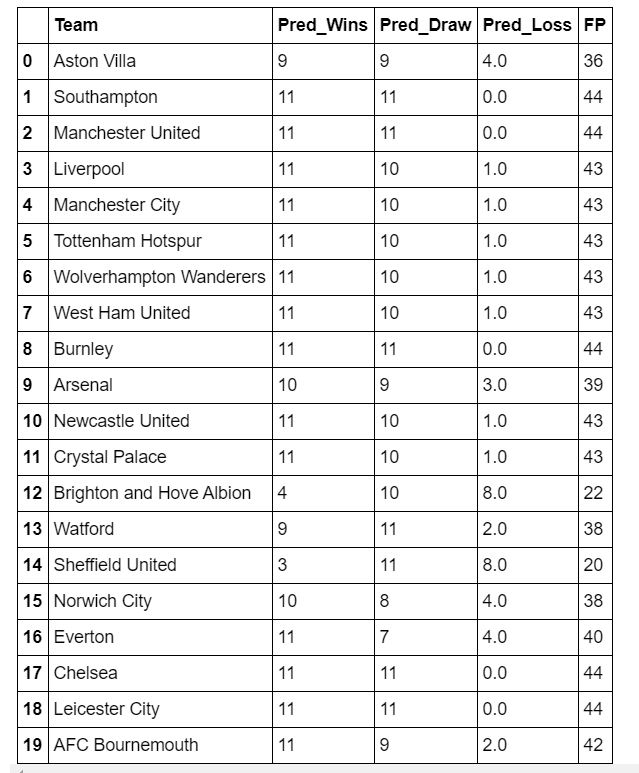 Team Pred_Wins Pred_Draw Pred_Loss FP
0 Aston Villa 9 9 4.0 36
1 Southampton 11 11 0.0 44
2 Manchester United 11 11 0.0 44
3 Liverpool 11 10 1.0 43
4 Manchester City 11 10 1.0 43
5 Tottenham Hotspur 11 10 1.0 43
6 Wolverhampton Wanderers 11 10 1.0 43
7 West Ham United 11 10 1.0 43
8 Burnley 11 11 0.0 44
9 Arsenal 10 9 3.0 39
10 Newcastle United 11 10 1.0 43
11 Crystal Palace 11 10 1.0 43
12 Brighton and Hove Albion 4 10 8.0 22
13 Watford 9 11 2.0 38
14 Sheffield United 3 11 8.0 20
15 Norwich City 10 8 4.0 38
16 Everton 11 7 4.0 40
17 Chelsea 11 11 0.0 44
18 Leicester City 11 11 0.0 44
19 AFC Bournemouth 11 9 2.0 42